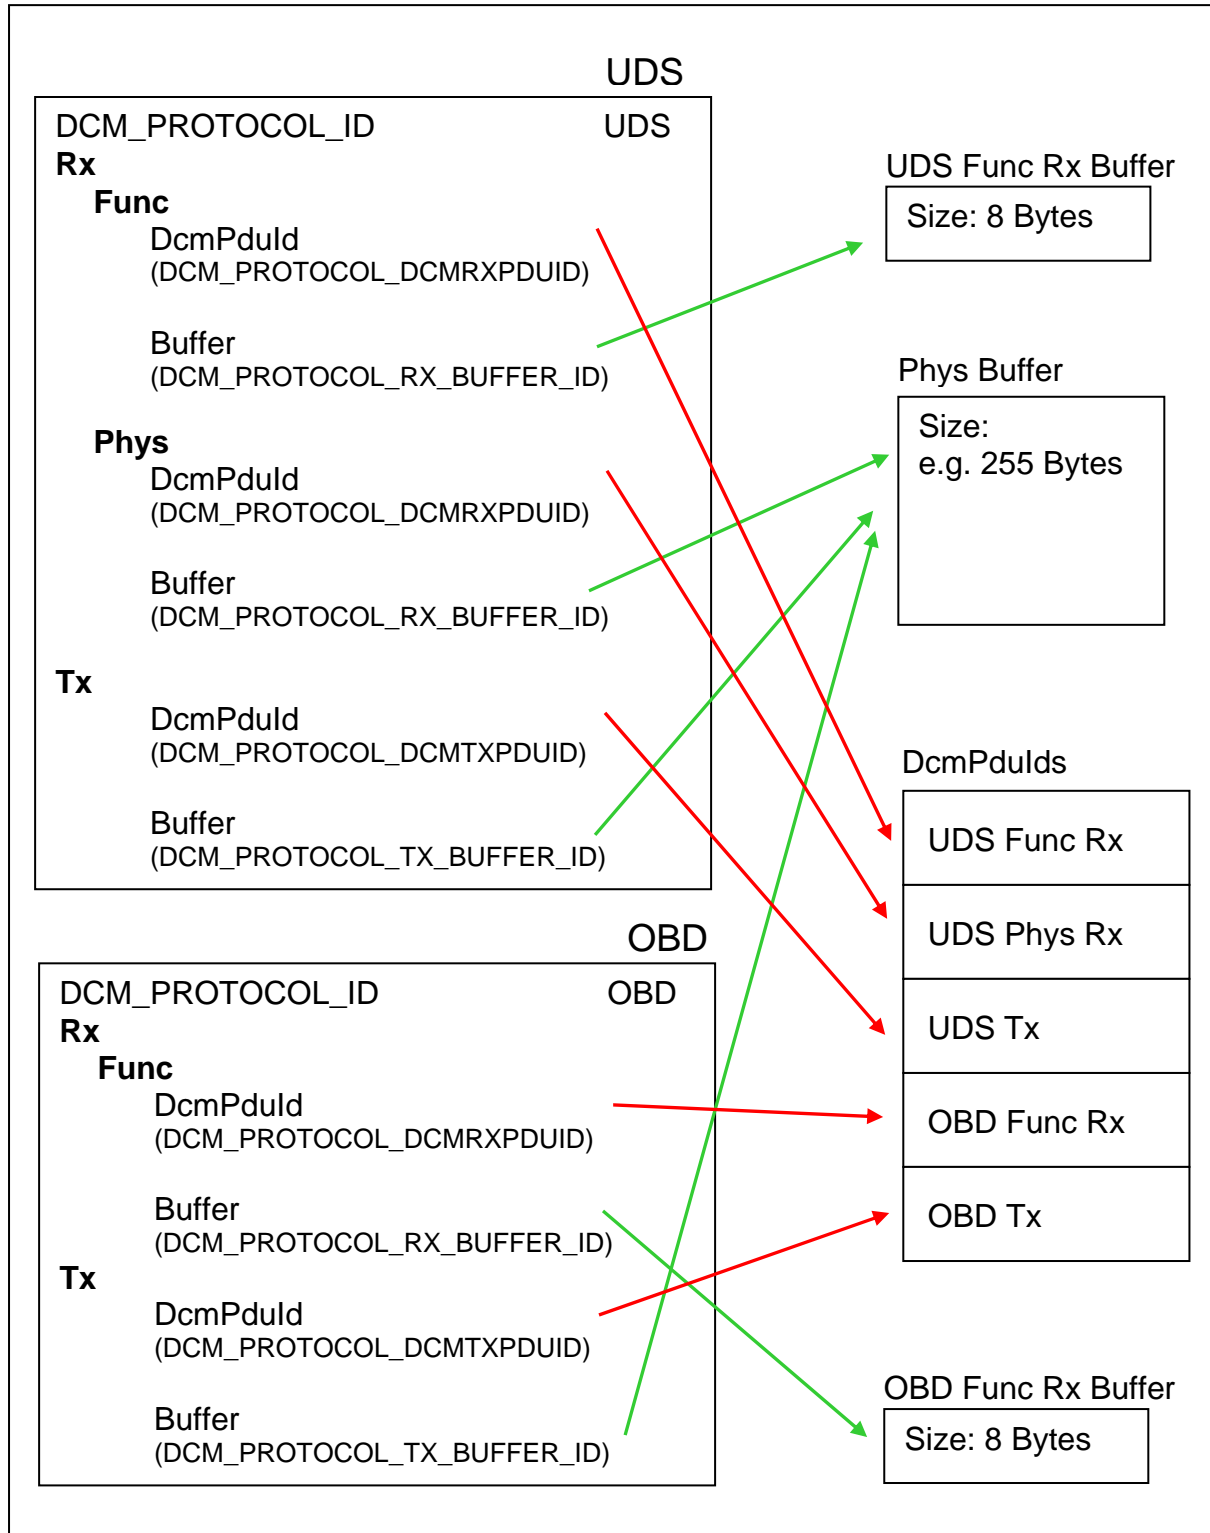 UDS
DCM_PROTOCOL_ID UDS
Rx
Func
DcmPduId
(DCM_PROTOCOL_DCMRXPDUID)
Buffer
(DCM_PROTOCOL_RX_BUFFER_ID)
Phys
DcmPduId
(DCM_PROTOCOL_DCMRXPDUID)
Buffer
(DCM_PROTOCOL_RX_BUFFER_ID)
Tx
DcmPduId
(DCM_PROTOCOL_DCMTXPDUID)
Buffer
(DCM_PROTOCOL_TX_BUFFER_ID)
OBD
DCM_PROTOCOL_ID OBD
Rx
Func
DcmPduId
(DCM_PROTOCOL_DCMRXPDUID)
Buffer
(DCM_PROTOCOL_RX_BUFFER_ID)
Tx
DcmPduId
(DCM_PROTOCOL_DCMTXPDUID)
Buffer
(DCM_PROTOCOL_TX_BUFFER_ID)
UDS Func Rx Buffer
Size: 8 Bytes
Phys Buffer
Size:
e.g. 255 Bytes
DcmPduIds
UDS Func Rx
UDS Phys Rx
UDS Tx
OBD Func Rx
OBD Tx
OBD Func Rx Buffer
Size: 8 Bytes